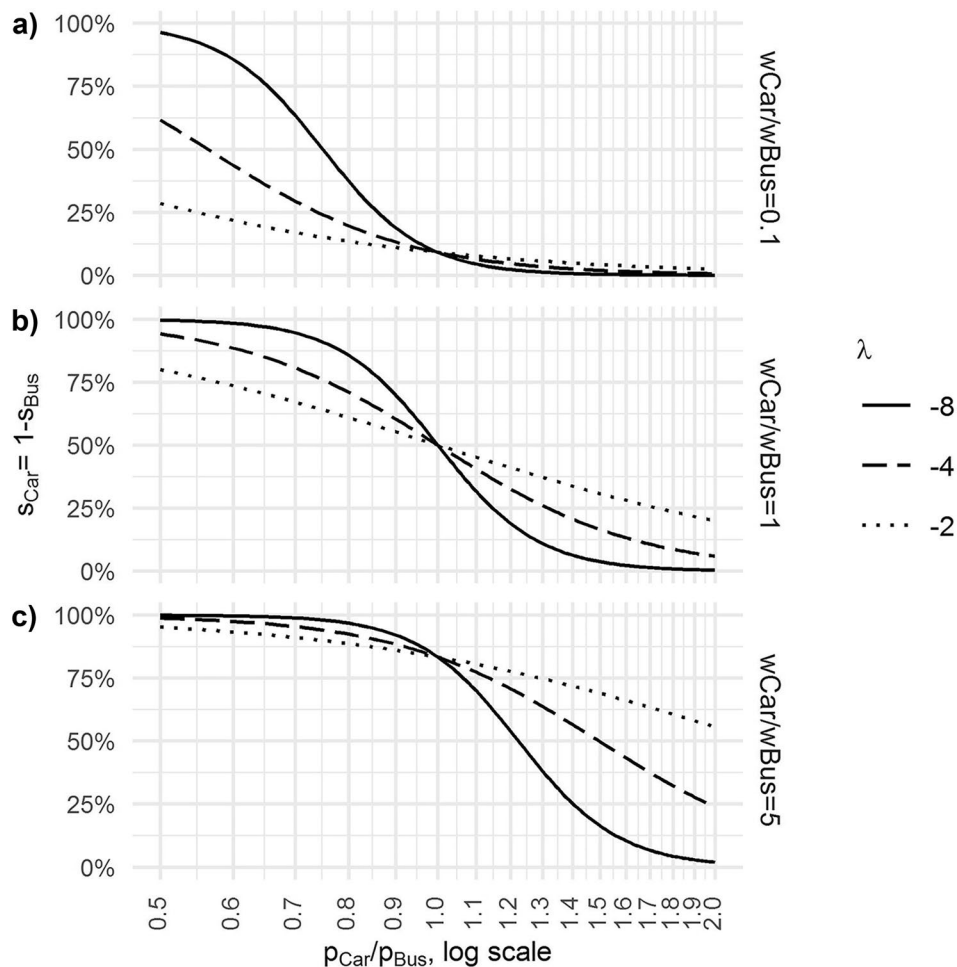 a)
100%
75%
50%
25%
0%
wCar/wBus=0.1
b)
100%
75%
50%
25%
0%
wCar/wBus=1
c)
100%
75%
50%
25%
0%
wCar/wBus=5
sCar= 1-sBus
0.5 0.6 0.7 0.8 0.9 1.0 1.1 1.2 1.3 1.4 1.5 1.6 1.7 1.8 1.9 2.0
pCar/pBus, log scale
λ
-8
-4
-2